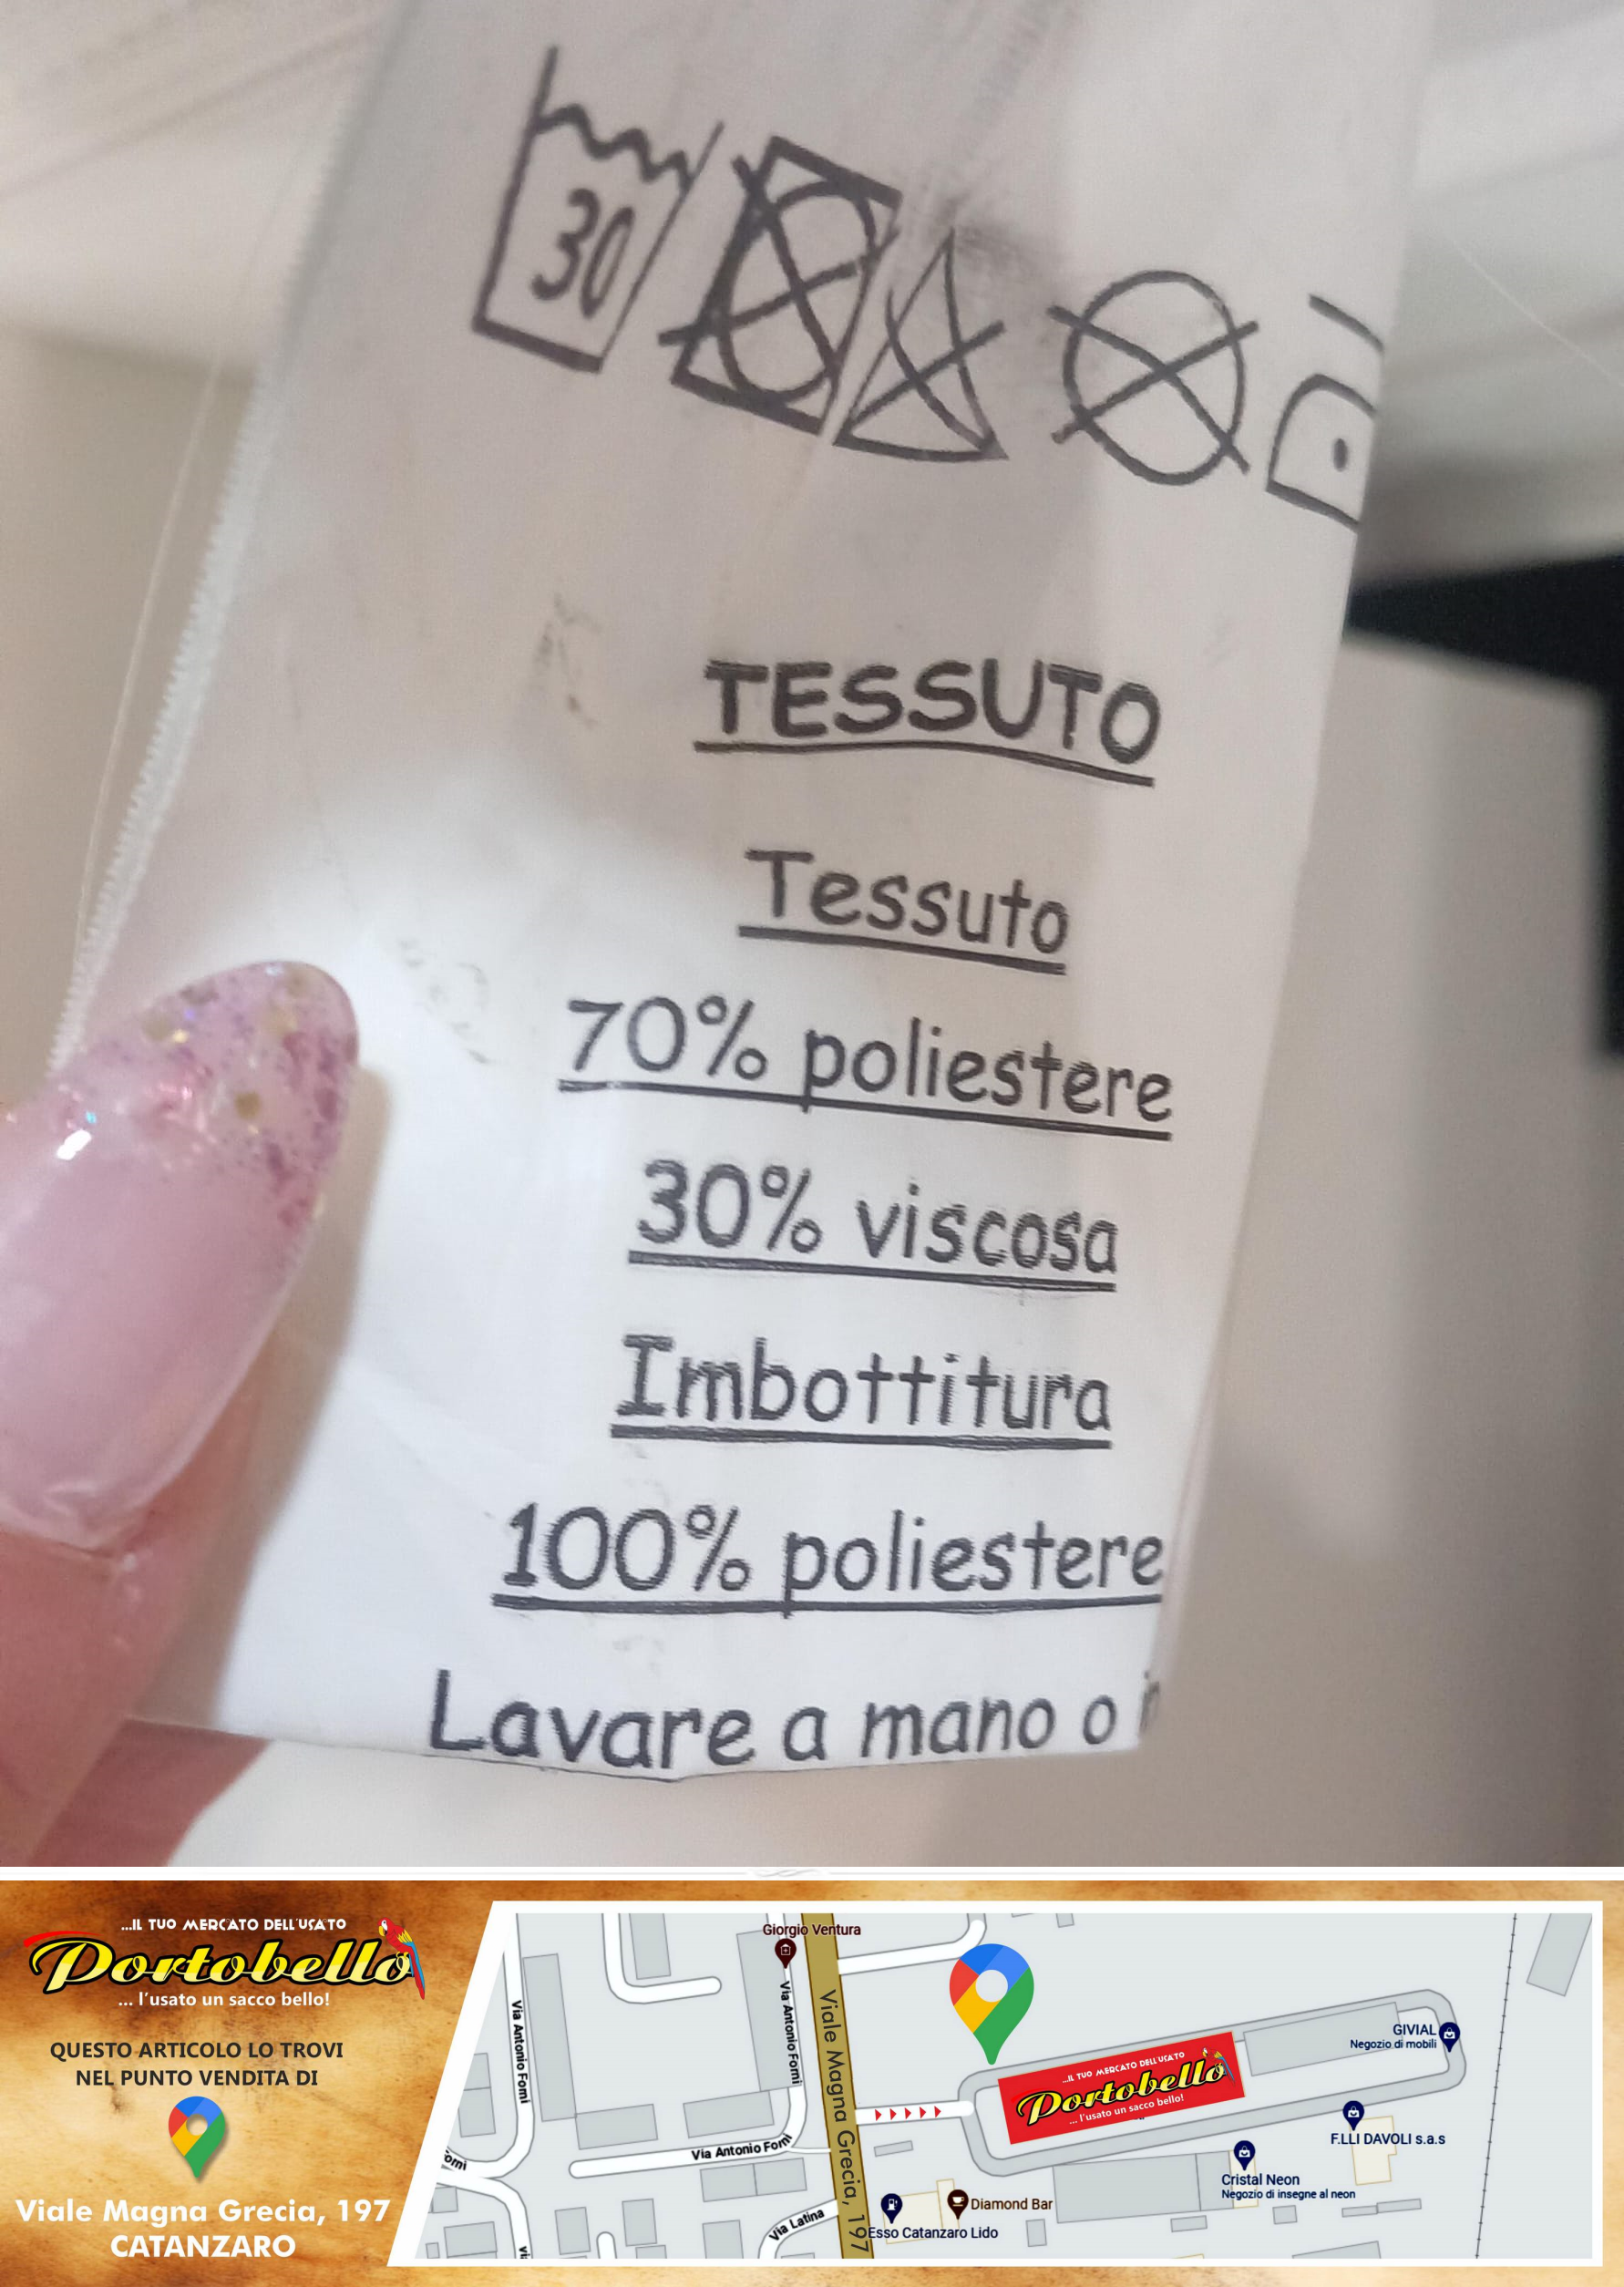 30
TESSUTO
Tessuto
70% poliestere
30% viscosa
Imbottitura
100% poliestere
Lavare a mano o
...IL TUO MERCATO DELL'USATO
Portobello
... l'usato un sacco bello!
QUESTO ARTICOLO LO TROVI
NEL PUNTO VENDITA DI
Viale Magna Grecia, 197
CATANZARO
Giorgio Ventura
Via Antonio Forni
Via Antonio Forni
Viale Magna Grecia, 197
GIVIAL
Negozio di mobili
...IL TUO MERCATO DELL'USATO
Portobello
... l'usato un sacco bello!
F.LLI DAVOLI s.a.s
Via Antonio Forni
Cristal Neon
Negozio di insegne al neon
Diamond Bar
Via Latina
Esso Catanzaro Lido